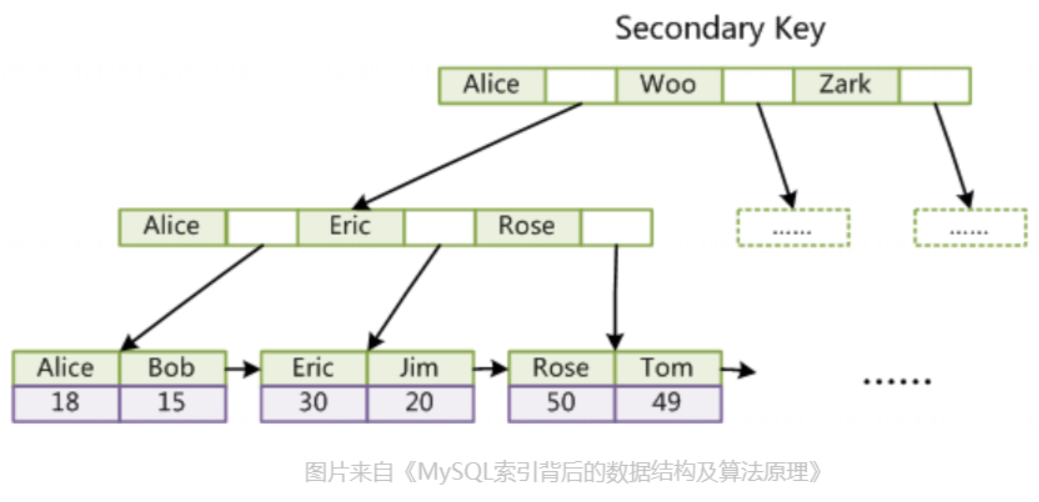 Secondary Key
Alice Woo Zark
Alice Eric Rose …… ……
Alice Bob Eric Jim Rose Tom ……
18 15 30 20 50 49
图片来自《MySQL索引背后的数据结构及算法原理》